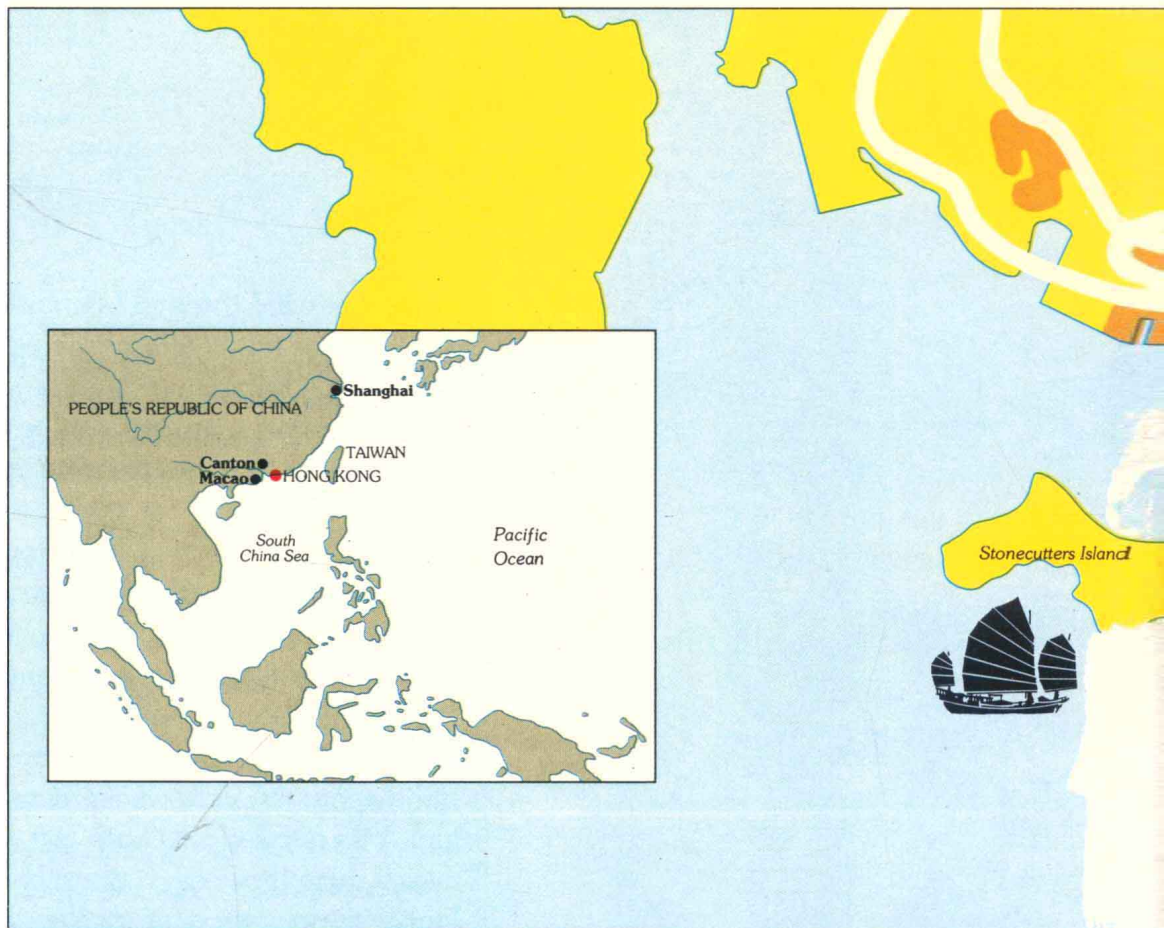 Shanghai
PEOPLE'S REPUBLIC OF CHINA
TAIWAN
Canton
Macao
HONG KONG
South
China Sea
Pacific
Ocean
Stonecutters Island